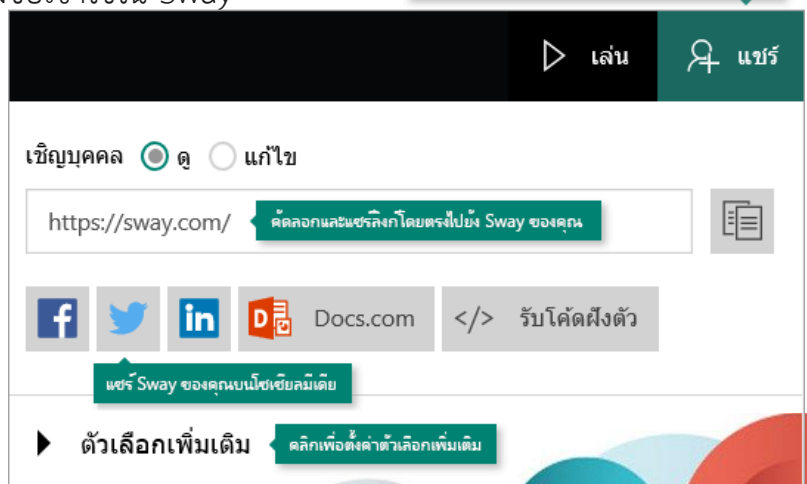 Sway
เล่น
แชร์
เชิญบุคคล ดู แก้ไข
https://sway.com/
คัดลอกและแชร์ลิงก์โดยตรงไปยัง Sway ของคุณ
Docs.com
</> รับโค้ดฝังตัว
แชร์ Sway ของคุณบนโซเชียลมีเดีย
ตัวเลือกเพิ่มเติม
คลิกเพื่อตั้งค่าตัวเลือกเพิ่มเติม